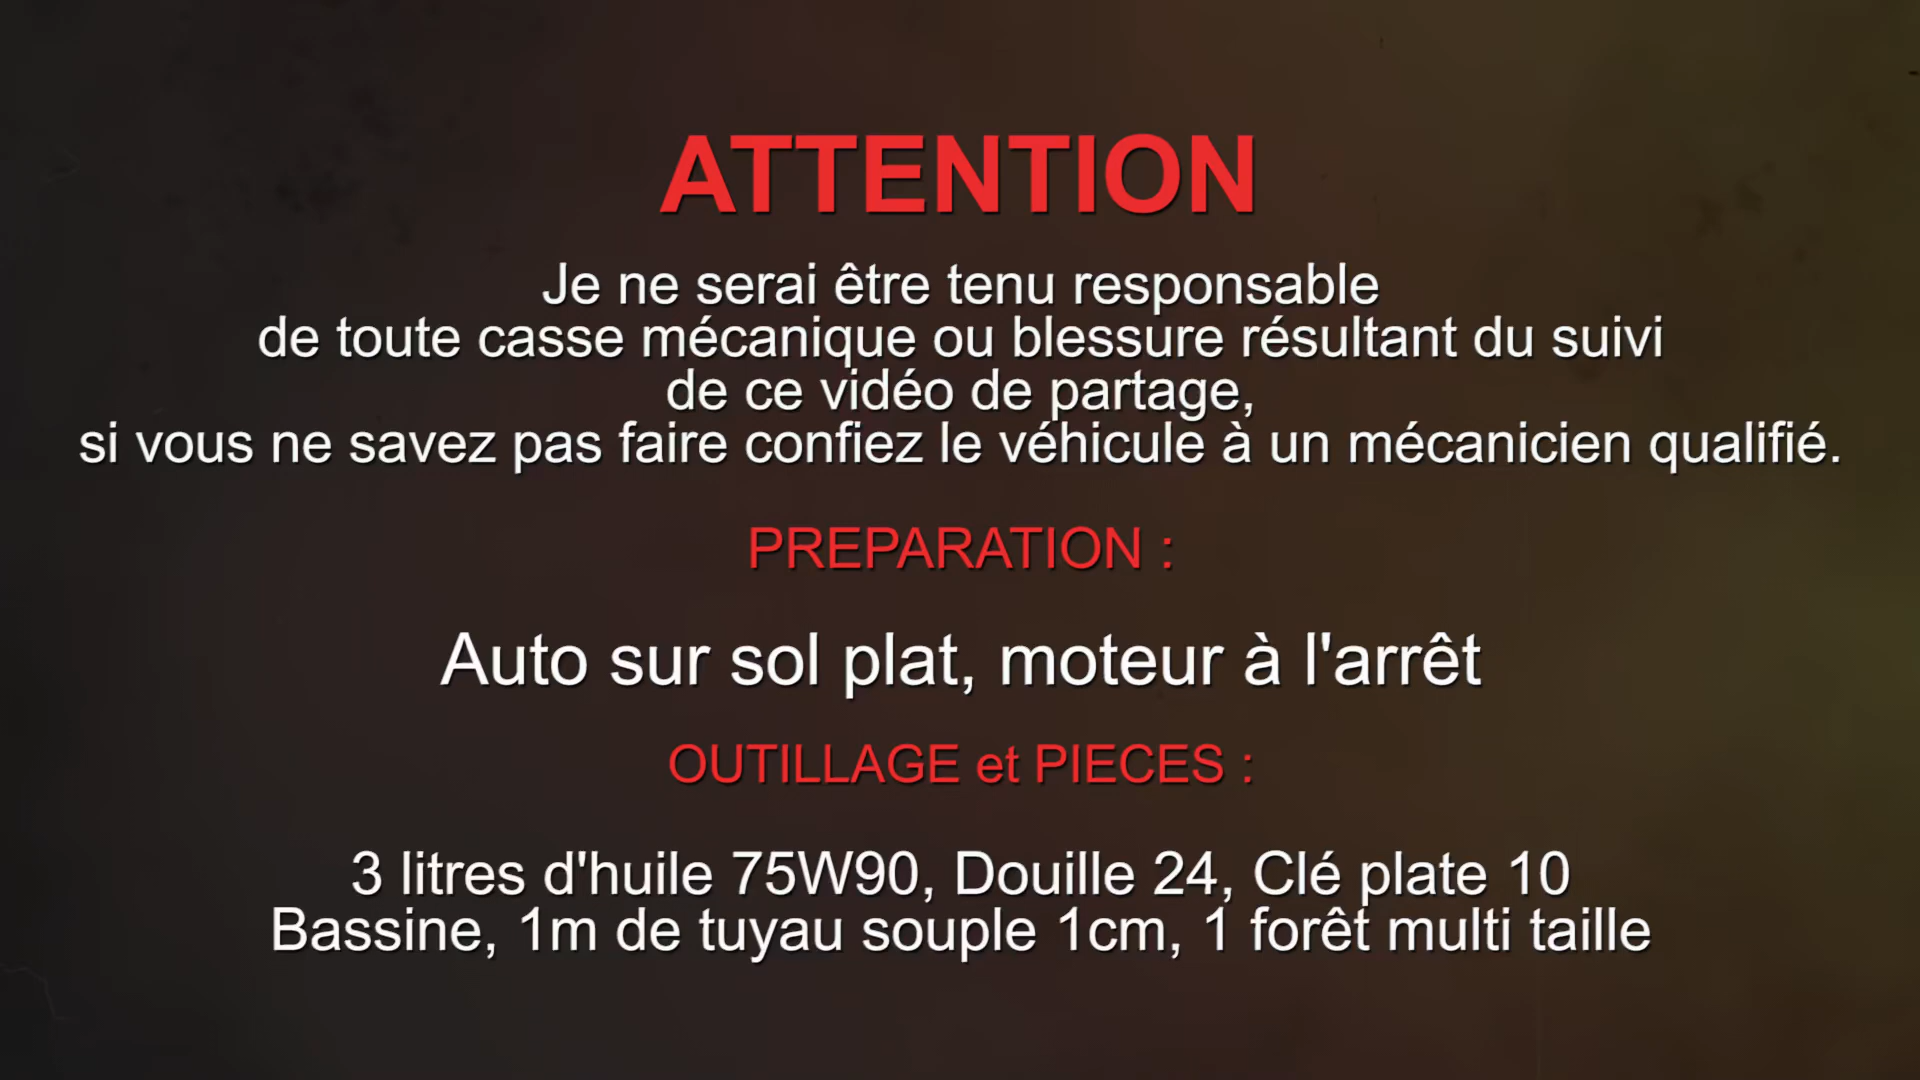 ATTENTION
Je ne serai être tenu responsable
de toute casse mécanique ou blessure résultant du suivi
de ce vidéo de partage,
si vous ne savez pas faire confiez le véhicule à un mécanicien qualifié.
PREPARATION :
Auto sur sol plat, moteur à l'arrêt
OUTILLAGE et PIECES :
3 litres d'huile 75W90, Douille 24, Clé plate 10
Bassine, 1m de tuyau souple 1cm, 1 forêt multi taille